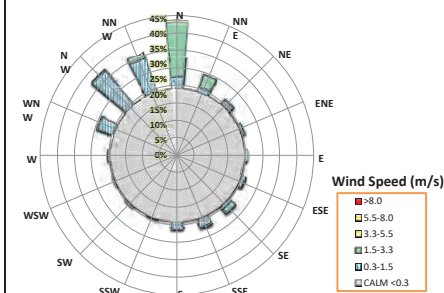 N
NN
E
NE
ENE
E
ESE
SE
SSE
S
SSW
SW
WSW
W
WN
W
N
W
NN
W
45%
40%
35%
30%
25%
20%
15%
10%
5%
0%
Wind Speed (m/s)
>8.0
5.5-8.0
3.3-5.5
1.5-3.3
0.3-1.5
CALM <0.3